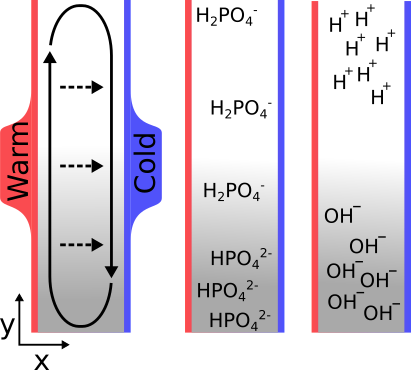 Warm
Cold
y
x
H₂PO₄⁻
H₂PO₄⁻
H₂PO₄⁻
HPO₄²⁻
HPO₄²⁻
HPO₄²⁻
H⁺ H⁺
H⁺ H⁺
H⁺ H⁺
H⁺
OH⁻
OH⁻
OH⁻ OH⁻
OH⁻ OH⁻